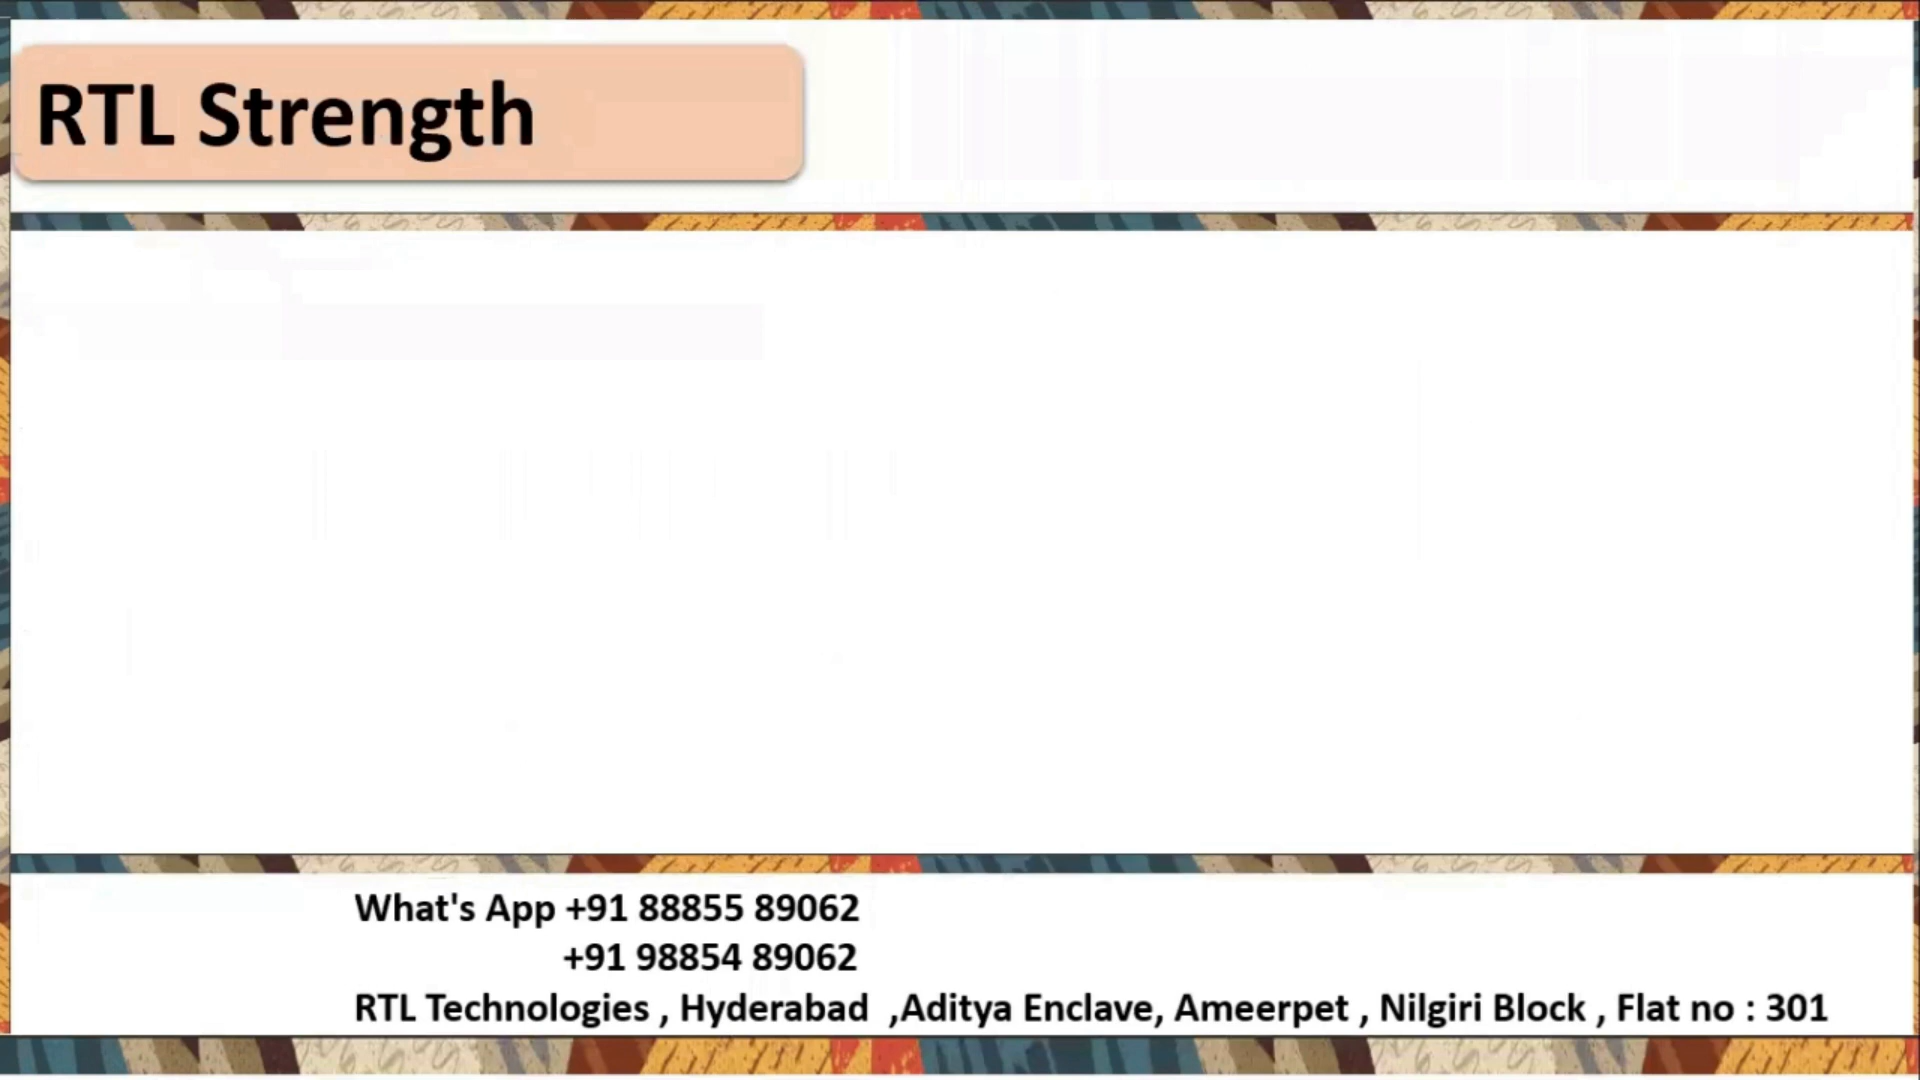 RTL Strength
What's App +91 88855 89062
+91 98854 89062
RTL Technologies , Hyderabad ,Aditya Enclave, Ameerpet , Nilgiri Block , Flat no : 301